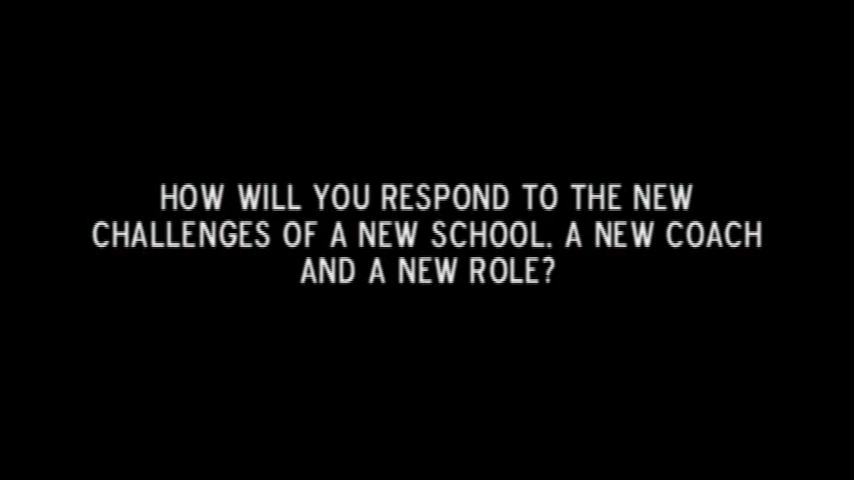 HOW WILL YOU RESPOND TO THE NEW
CHALLENGES OF A NEW SCHOOL, A NEW COACH
AND A NEW ROLE?